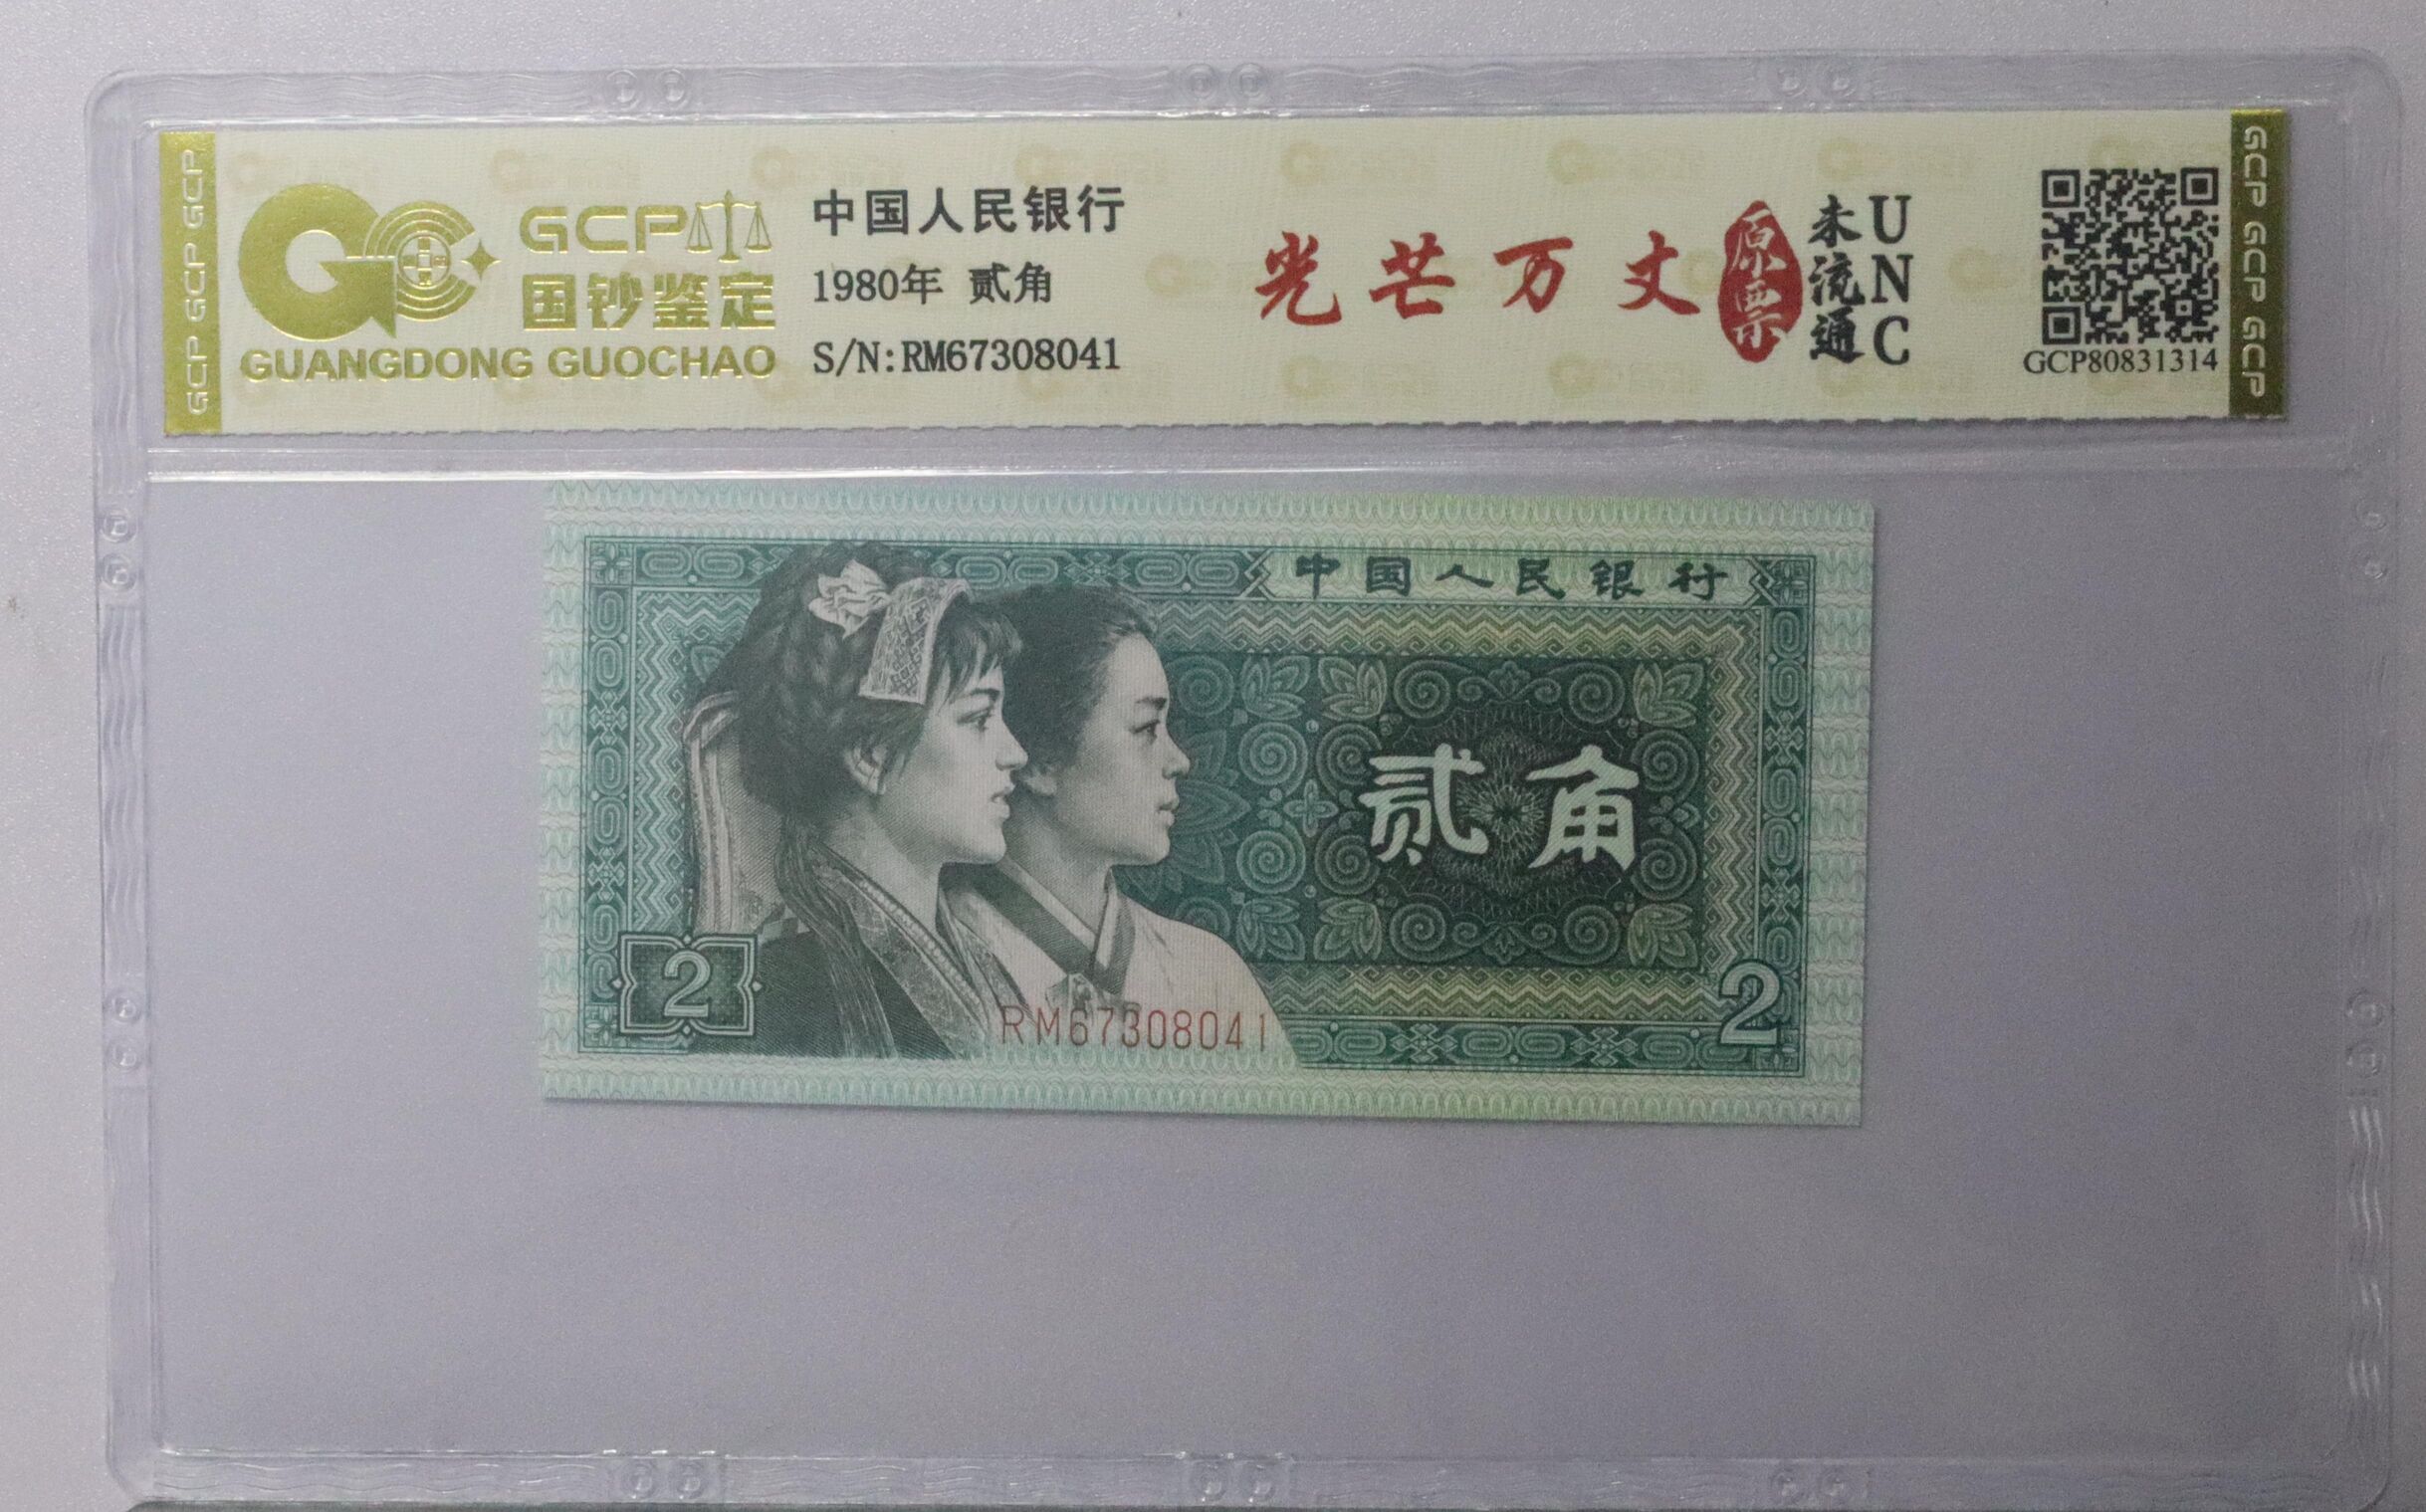 GCP GCP GCP
GCP
国钞鉴定
GUANGDONG GUOCHAO
中国人民银行
1980年 贰角
S/N:RM67308041
光芒万丈
原票
未流通
UNC
GCP80831314
GCP GCP GCP
中国人民银行
贰角
2
RM67308041
2